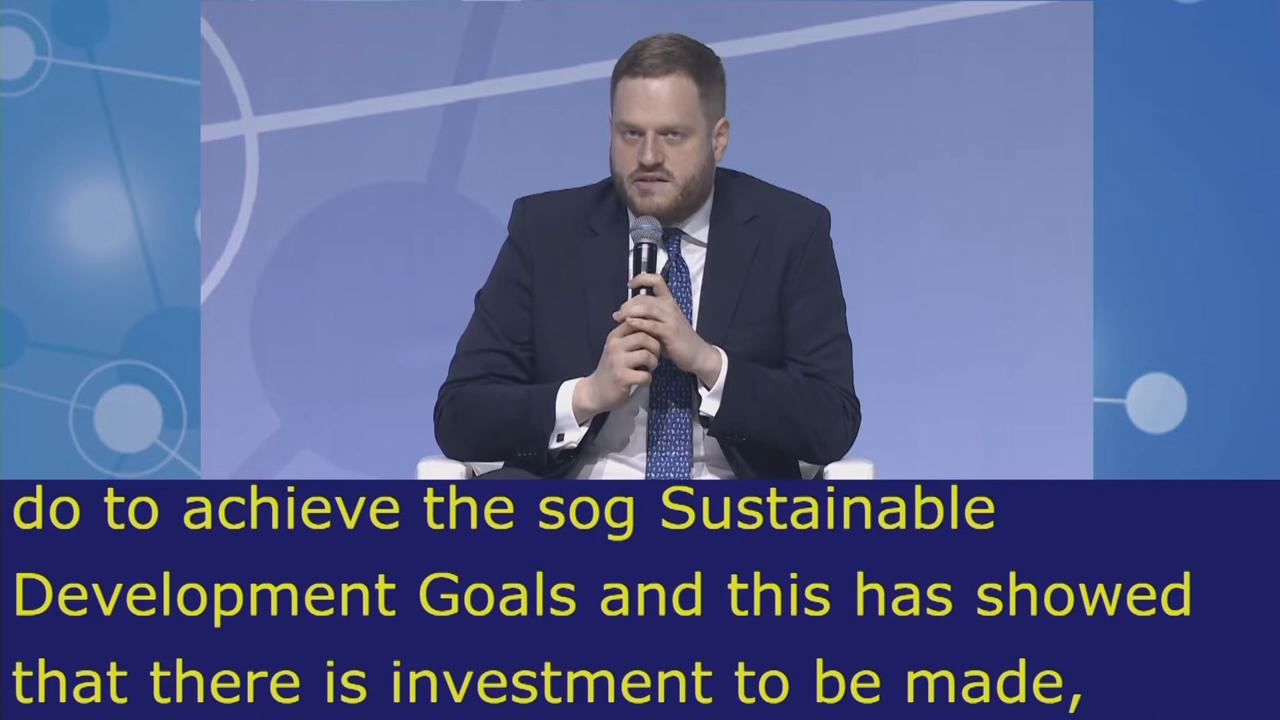 do to achieve the sog Sustainable
Development Goals and this has showed
that there is investment to be made,